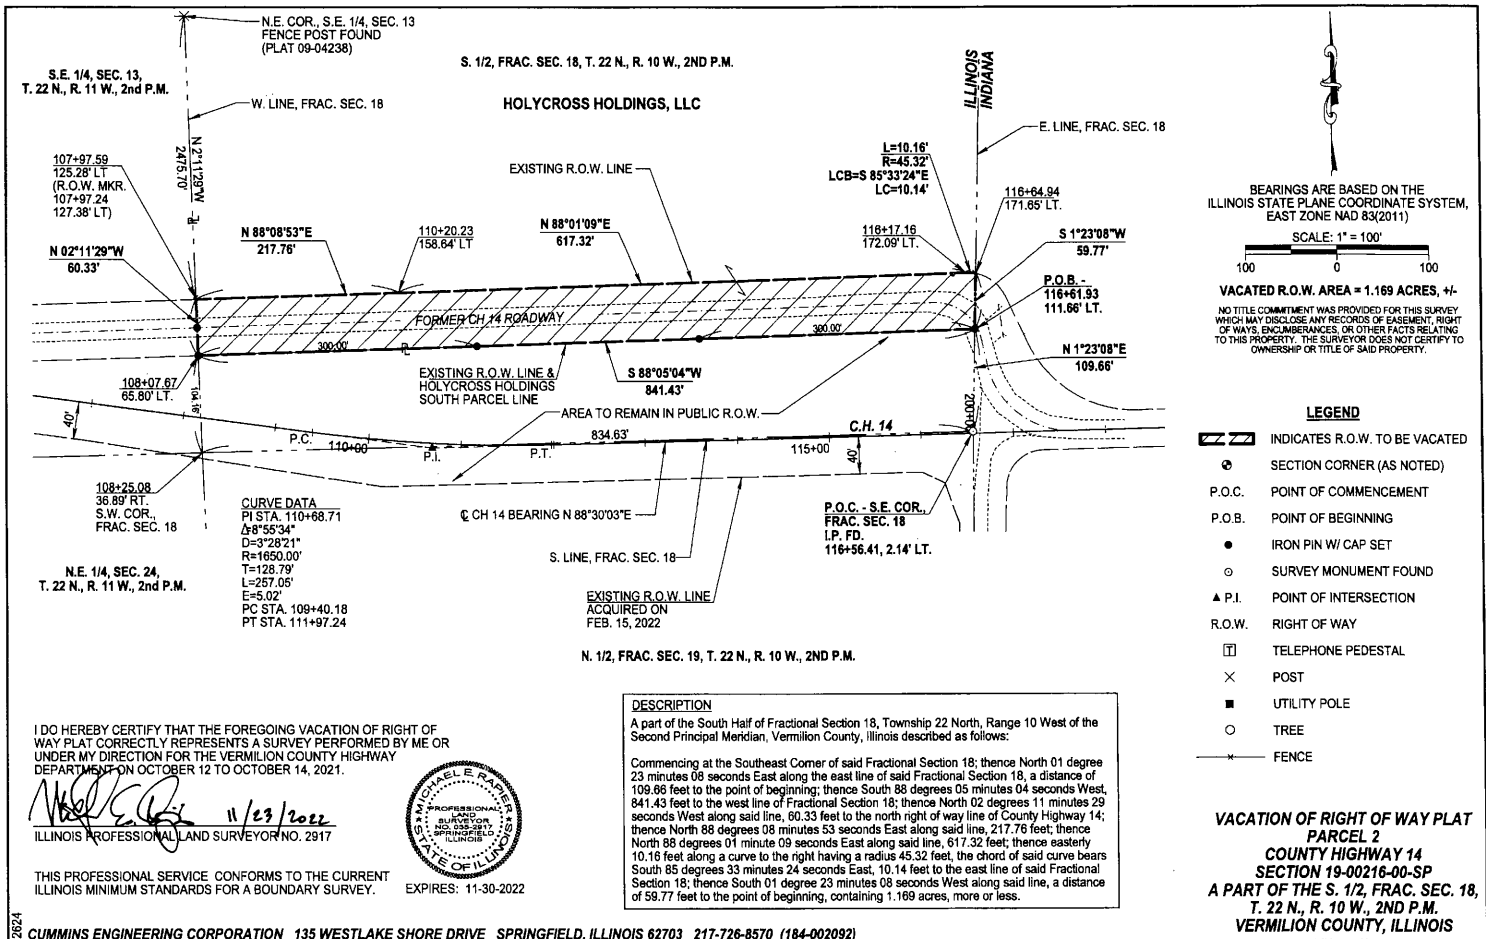 N.E. COR., S.E. 1/4, SEC. 13
FENCE POST FOUND
(PLAT 09-04238)
S.E. 1/4, SEC. 13,
T. 22 N., R. 11 W., 2nd P.M.
S. 1/2, FRAC. SEC. 18, T. 22 N., R. 10 W., 2ND P.M.
W. LINE, FRAC. SEC. 18
HOLYCROSS HOLDINGS, LLC
ILLINOIS
INDIANA
E. LINE, FRAC. SEC. 18
N 2°11'29"W
2475.70'
107+97.59
125.28' LT
(R.O.W. MKR.
107+97.24
127.38' LT)
EXISTING R.O.W. LINE
L=10.16'
R=45.32'
LCB=S 85°33'24"E
LC=10.14'
116+64.94
171.65' LT.
N 02°11'29"W
60.33'
N 88°08'53"E
217.76'
110+20.23
158.64' LT
N 88°01'09"E
617.32'
116+17.16
172.09' LT.
S 1°23'08"W
59.77'
P.O.B. -
116+61.93
111.66' LT.
FORMER CH 14 ROADWAY
300.00'
300.00'
PL
PL
108+07.67
65.80' LT.
104.16'
EXISTING R.O.W. LINE &
HOLYCROSS HOLDINGS
SOUTH PARCEL LINE
S 88°05'04"W
841.43'
N 1°23'08"E
109.66'
AREA TO REMAIN IN PUBLIC R.O.W.
40'
P.C.
110+00
P.I.
P.T.
834.63'
115+00
C.H. 14
40'
200+00
108+25.08
36.89' RT.
S.W. COR.,
FRAC. SEC. 18
CURVE DATA
PI STA. 110+68.71
Δ=8°55'34"
D=3°28'21"
R=1650.00'
T=128.79'
L=257.05'
E=5.02'
PC STA. 109+40.18
PT STA. 111+97.24
℄ CH 14 BEARING N 88°30'03"E
S. LINE, FRAC. SEC. 18
P.O.C. - S.E. COR.,
FRAC. SEC. 18
I.P. FD.
116+56.41, 2.14' LT.
N.E. 1/4, SEC. 24,
T. 22 N., R. 11 W., 2nd P.M.
EXISTING R.O.W. LINE
ACQUIRED ON
FEB. 15, 2022
N. 1/2, FRAC. SEC. 19, T. 22 N., R. 10 W., 2ND P.M.
BEARINGS ARE BASED ON THE
ILLINOIS STATE PLANE COORDINATE SYSTEM,
EAST ZONE NAD 83(2011)
SCALE: 1" = 100'
100 0 100
VACATED R.O.W. AREA = 1.169 ACRES, +/-
NO TITLE COMMITMENT WAS PROVIDED FOR THIS SURVEY
WHICH MAY DISCLOSE ANY RECORDS OF EASEMENT, RIGHT
OF WAYS, ENCUMBERANCES, OR OTHER FACTS RELATING
TO THIS PROPERTY. THE SURVEYOR DOES NOT CERTIFY TO
OWNERSHIP OR TITLE OF SAID PROPERTY.
LEGEND
INDICATES R.O.W. TO BE VACATED
SECTION CORNER (AS NOTED)
P.O.C. POINT OF COMMENCEMENT
P.O.B. POINT OF BEGINNING
IRON PIN W/ CAP SET
SURVEY MONUMENT FOUND
▲ P.I. POINT OF INTERSECTION
R.O.W. RIGHT OF WAY
T TELEPHONE PEDESTAL
POST
UTILITY POLE
TREE
FENCE
I DO HEREBY CERTIFY THAT THE FOREGOING VACATION OF RIGHT OF
WAY PLAT CORRECTLY REPRESENTS A SURVEY PERFORMED BY ME OR
UNDER MY DIRECTION FOR THE VERMILION COUNTY HIGHWAY
DEPARTMENT ON OCTOBER 12 TO OCTOBER 14, 2021.
11/23/2022
ILLINOIS PROFESSIONAL LAND SURVEYOR NO. 2917
THIS PROFESSIONAL SERVICE CONFORMS TO THE CURRENT
ILLINOIS MINIMUM STANDARDS FOR A BOUNDARY SURVEY.
MICHAEL E. RAPIER
PROFESSIONAL
LAND
SURVEYOR
NO. 035-2917
SPRINGFIELD
ILLINOIS
STATE OF ILLINOIS
EXPIRES: 11-30-2022
DESCRIPTION
A part of the South Half of Fractional Section 18, Township 22 North, Range 10 West of the
Second Principal Meridian, Vermilion County, Illinois described as follows:
Commencing at the Southeast Corner of said Fractional Section 18; thence North 01 degree
23 minutes 08 seconds East along the east line of said Fractional Section 18, a distance of
109.66 feet to the point of beginning; thence South 88 degrees 05 minutes 04 seconds West,
841.43 feet to the west line of Fractional Section 18; thence North 02 degrees 11 minutes 29
seconds West along said line, 60.33 feet to the north right of way line of County Highway 14;
thence North 88 degrees 08 minutes 53 seconds East along said line, 217.76 feet; thence
North 88 degrees 01 minute 09 seconds East along said line, 617.32 feet; thence easterly
10.16 feet along a curve to the right having a radius 45.32 feet, the chord of said curve bears
South 85 degrees 33 minutes 24 seconds East, 10.14 feet to the east line of said Fractional
Section 18; thence South 01 degree 23 minutes 08 seconds West along said line, a distance
of 59.77 feet to the point of beginning, containing 1.169 acres, more or less.
VACATION OF RIGHT OF WAY PLAT
PARCEL 2
COUNTY HIGHWAY 14
SECTION 19-00216-00-SP
A PART OF THE S. 1/2, FRAC. SEC. 18,
T. 22 N., R. 10 W., 2ND P.M.
VERMILION COUNTY, ILLINOIS
2624
CUMMINS ENGINEERING CORPORATION 135 WESTLAKE SHORE DRIVE SPRINGFIELD, ILLINOIS 62703 217-726-8570 (184-002092)